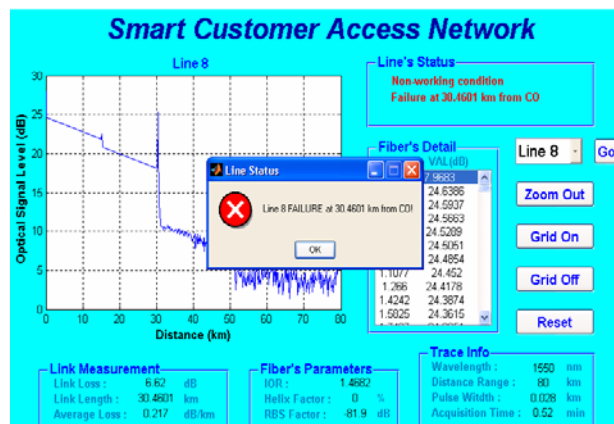 Smart Customer Access Network
Line 8
Line's Status
Non-working condition
Failure at 30.4601 km from CO
Optical Signal Level (dB)
30
25
20
15
10
5
0
0 10 20 30 40 50 60 70 80
Distance (km)
Fiber's Detail
VAL(dB)
7.9683
24.6386
24.5937
24.5663
24.5289
24.5051
24.4854
1.1077 24.452
1.266 24.4178
1.4242 24.3874
1.5825 24.3615
Line Status
Line 8 FAILURE at 30.4601 km from CO!
OK
Line 8
Go
Zoom Out
Grid On
Grid Off
Reset
Link Measurement
Link Loss : 6.62 dB
Link Length : 30.4601 km
Average Loss : 0.217 dB/km
Fiber's Parameters
IOR : 1.4682
Helix Factor : 0 %
RBS Factor : -81.9 dB
Trace Info
Wavelength : 1550 nm
Distance Range : 80 km
Pulse Witdth : 0.028 km
Acquisition Time : 0.52 min